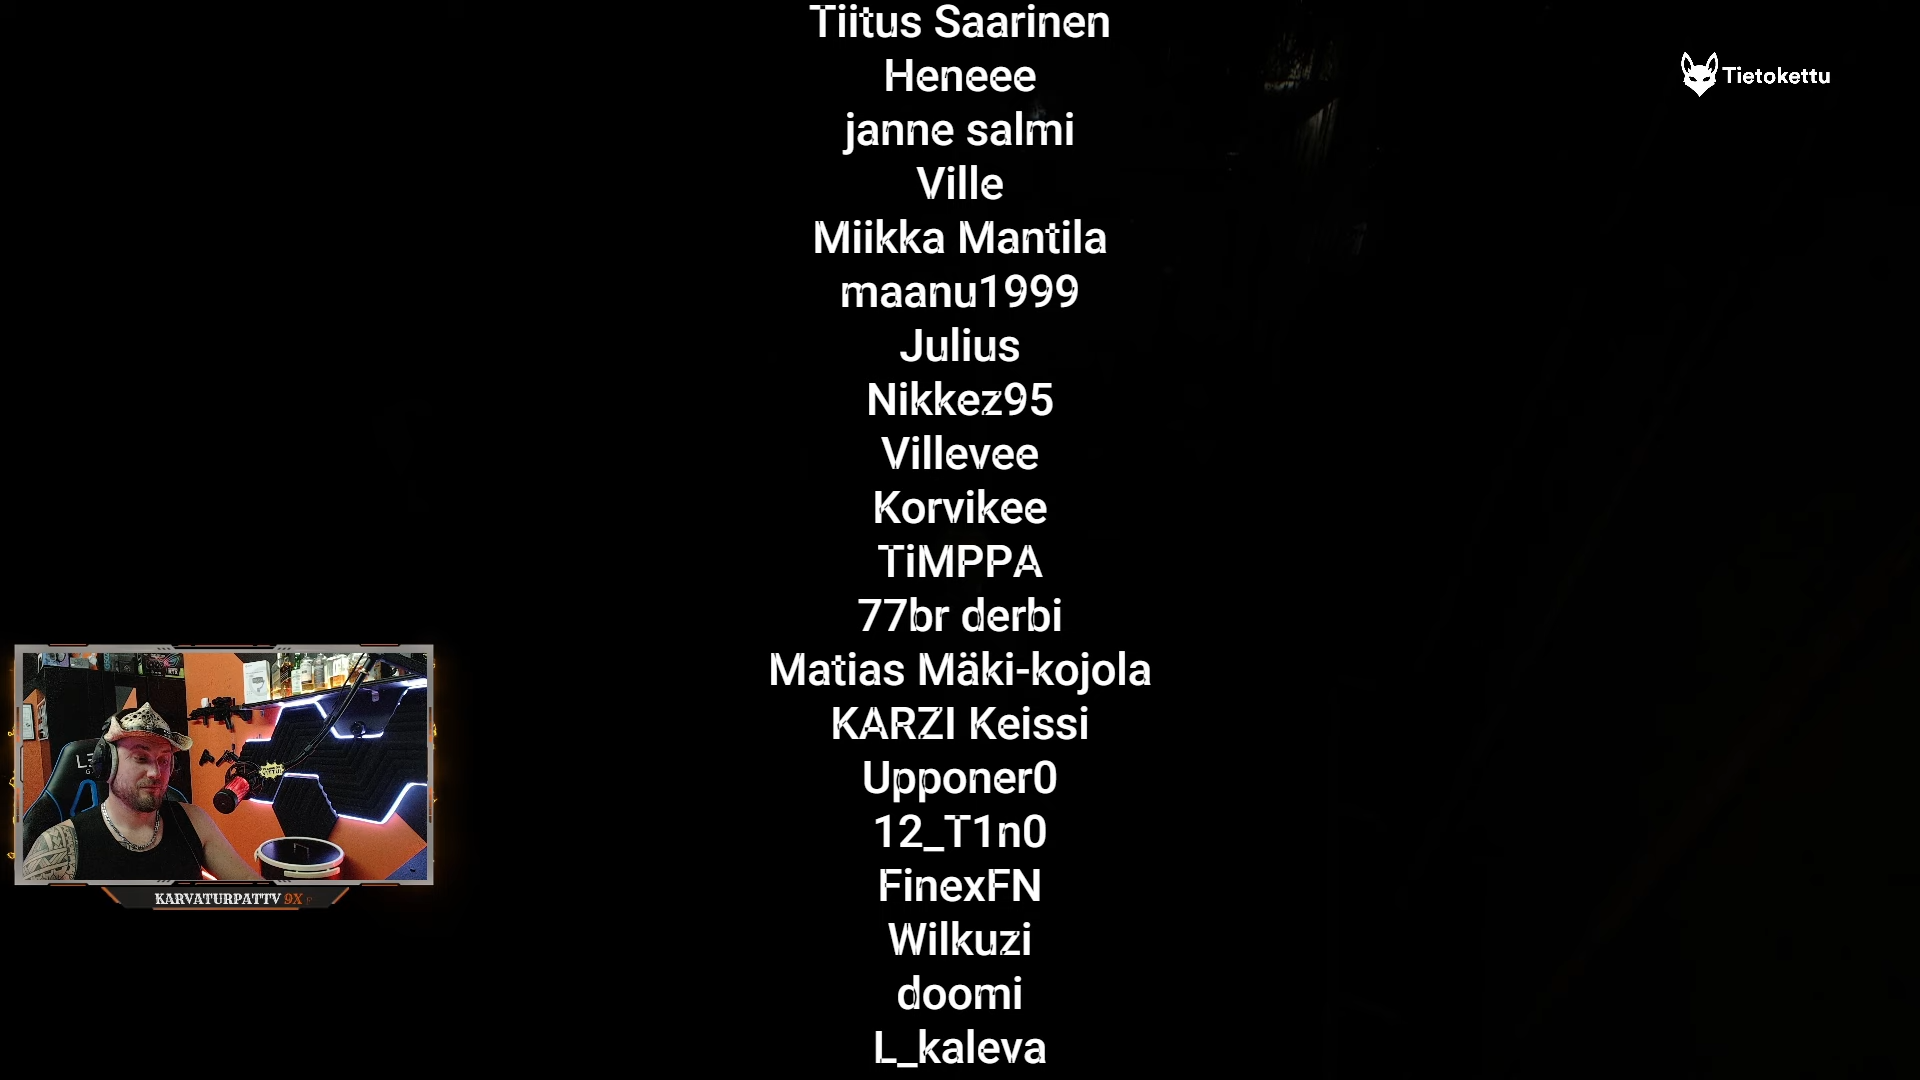 Tiitus Saarinen
Heneee
janne salmi
Ville
Miikka Mantila
maanu1999
Julius
Nikkez95
Villevee
Korvikee
TiMPPA
77br derbi
Matias Mäki-kojola
KARZI Keissi
Upponer0
12_T1n0
FinexFN
Wilkuzi
doomi
L_kaleva
Tietokettu
KARVATURPATTV 9X